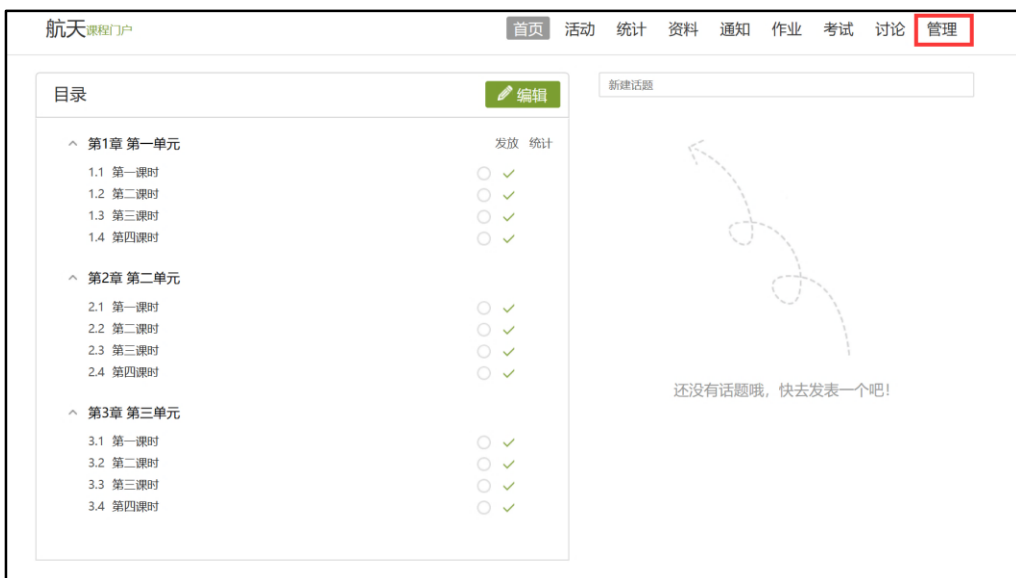 航天课程门户 首页 活动 统计 资料 通知 作业 考试 讨论 管理
目录 编辑
第1章 第一单元 发放 统计
1.1 第一课时
1.2 第二课时
1.3 第三课时
1.4 第四课时
第2章 第二单元
2.1 第一课时
2.2 第二课时
2.3 第三课时
2.4 第四课时
第3章 第三单元
3.1 第一课时
3.2 第二课时
3.3 第三课时
3.4 第四课时
新建话题
还没有话题哦，快去发表一个吧！